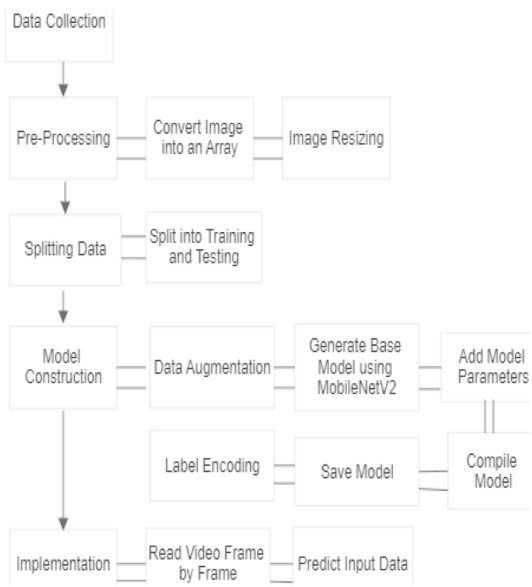 Data Collection
Pre-Processing
Convert Image
into an Array
Image Resizing
Splitting Data
Split into Training
and Testing
Model
Construction
Data Augmentation
Generate Base
Model using
MobileNetV2
Add Model
Parameters
Label Encoding
Save Model
Compile
Model
Implementation
Read Video Frame
by Frame
Predict Input Data